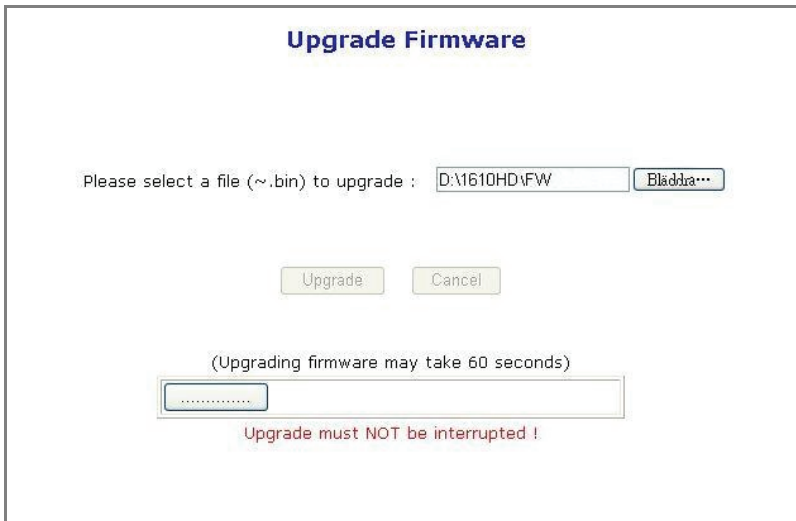 Upgrade Firmware
Please select a file (~.bin) to upgrade : D:\1610HD\FW Bläddra...
Upgrade Cancel
(Upgrading firmware may take 60 seconds)
..............
Upgrade must NOT be interrupted !